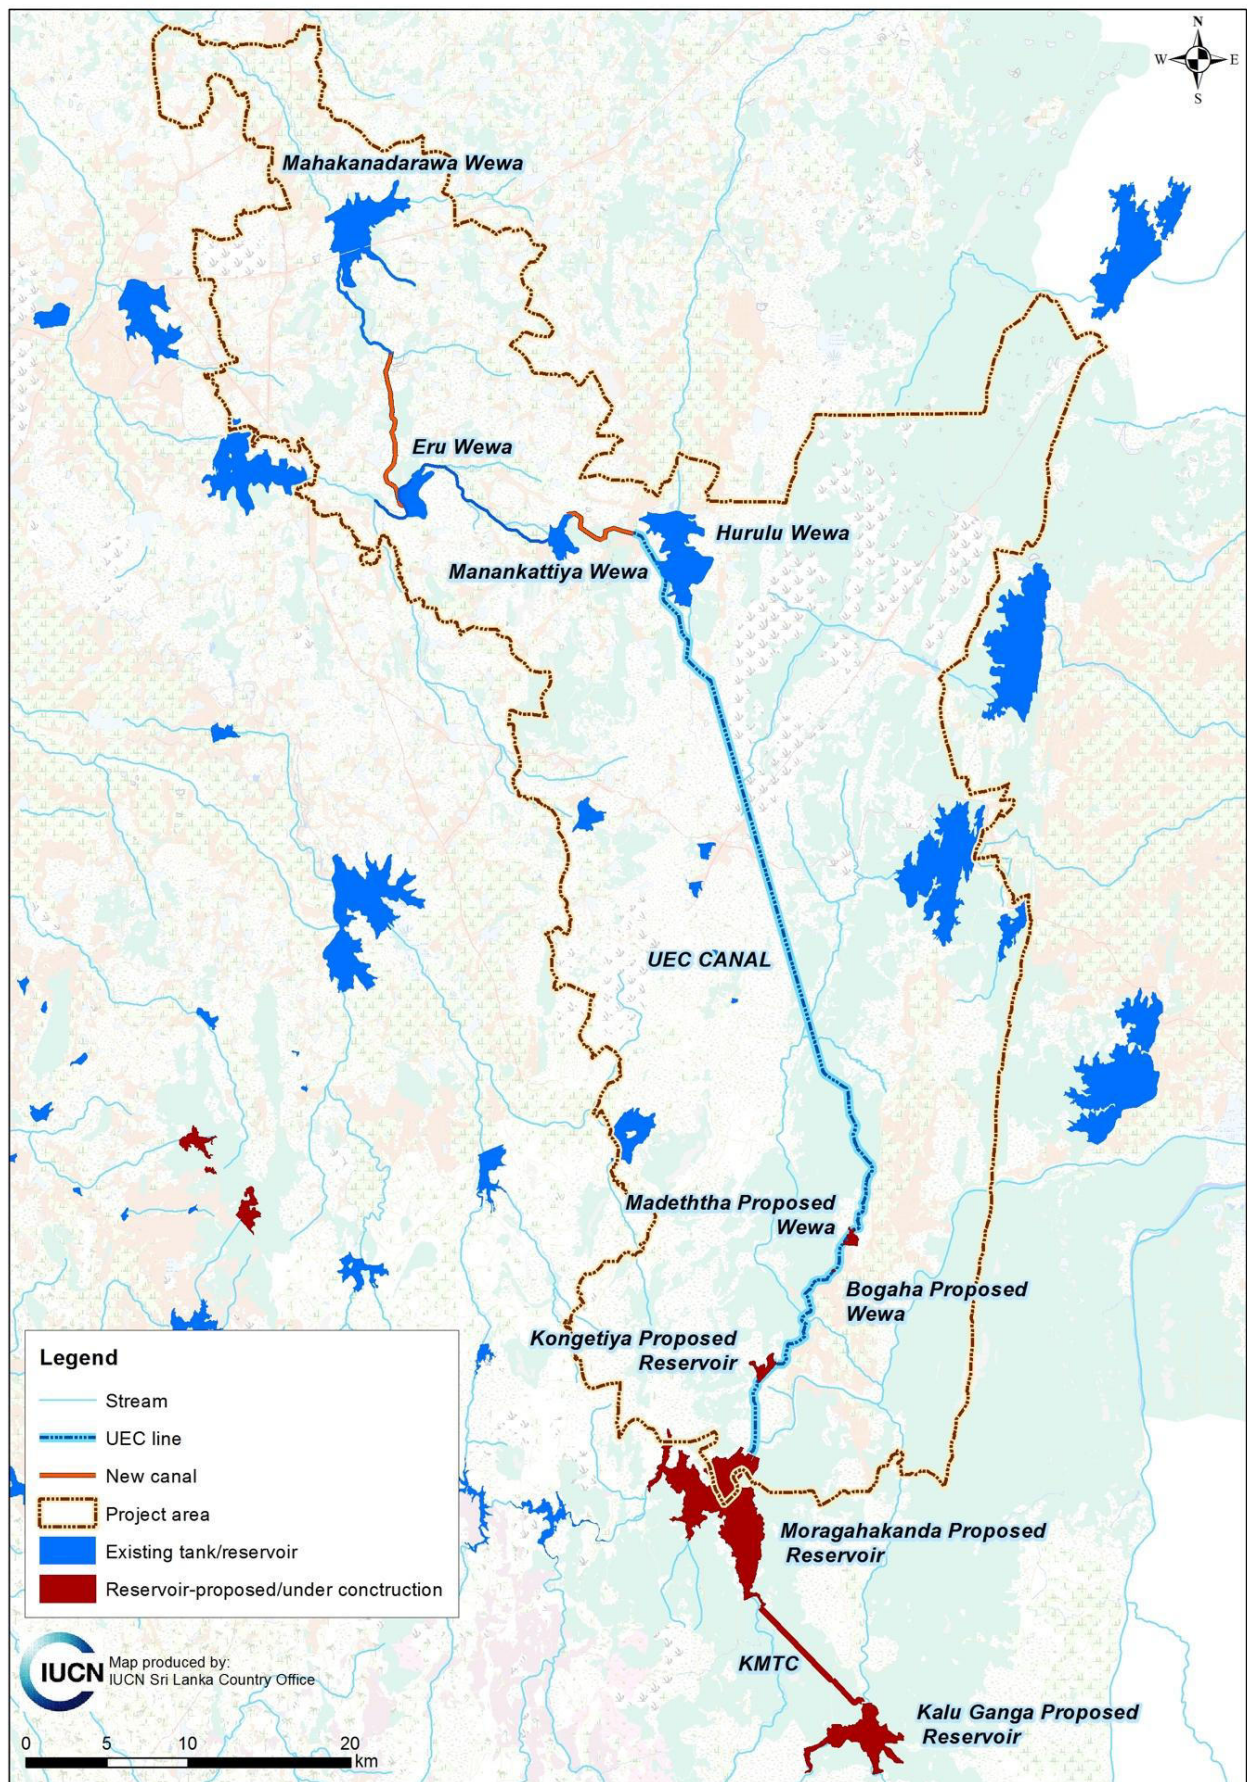 N
W E
S
Mahakanadarawa Wewa
Eru Wewa
Hurulu Wewa
Manankattiya Wewa
UEC CANAL
Madeththa Proposed
Wewa
Bogaha Proposed
Wewa
Kongetiya Proposed
Reservoir
Moragahakanda Proposed
Reservoir
KMTC
Kalu Ganga Proposed
Reservoir
Legend
Stream
UEC line
New canal
Project area
Existing tank/reservoir
Reservoir-proposed/under conctruction
IUCN
Map produced by:
IUCN Sri Lanka Country Office
0 5 10 20
km